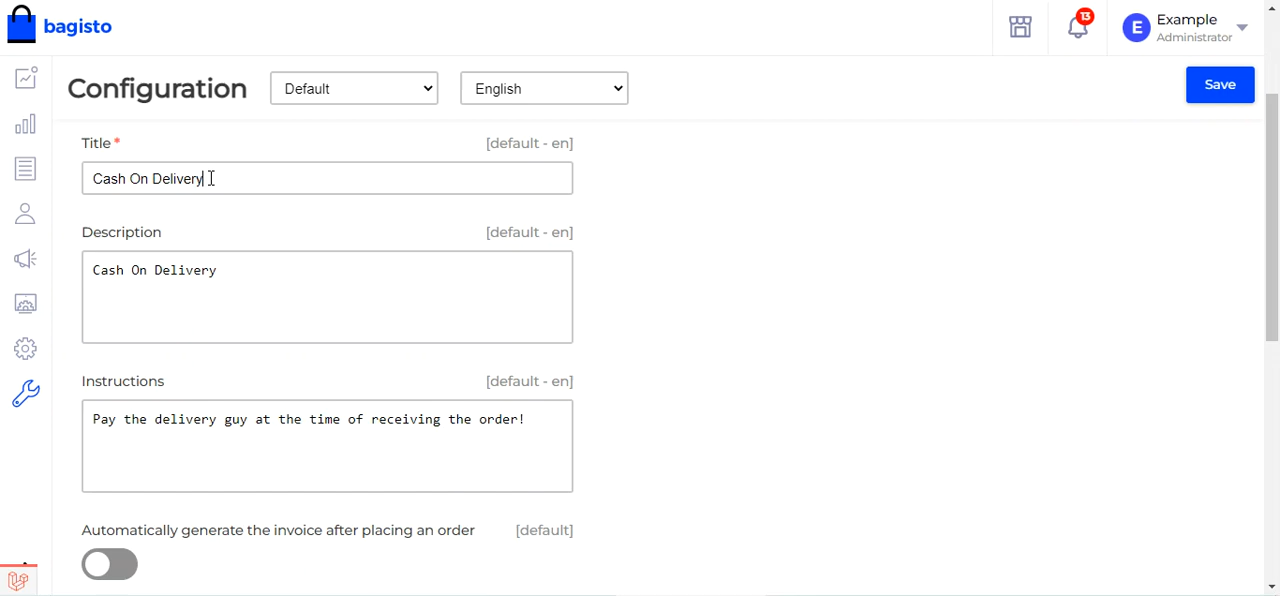 bagisto
13
E
Example
Administrator
Configuration
Default
English
Save
Title *
[default - en]
Cash On Delivery
Description
[default - en]
Cash On Delivery
Instructions
[default - en]
Pay the delivery guy at the time of receiving the order!
Automatically generate the invoice after placing an order
[default]